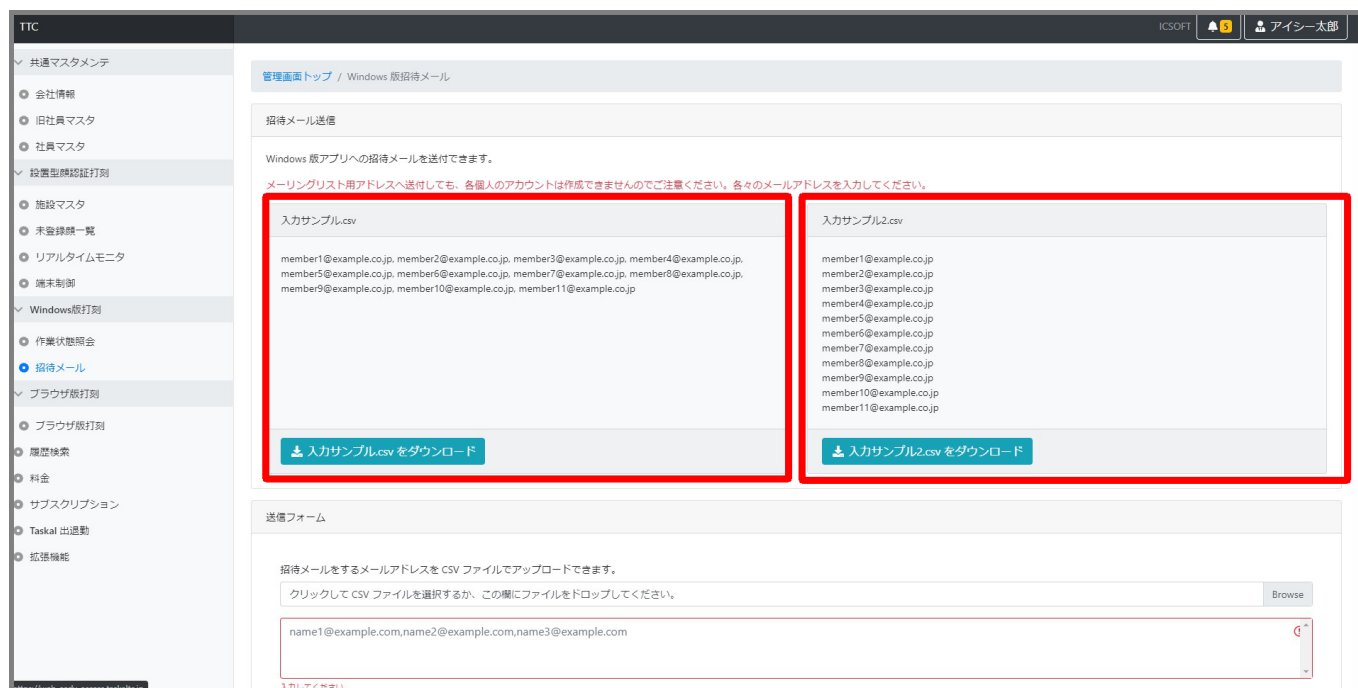 TTC
ICSOFT 5 アイシー太郎
共通マスタメンテ
会社情報
旧社員マスタ
社員マスタ
設置型顔認証打刻
施設マスタ
未登録顔一覧
リアルタイムモニタ
端末制御
Windows版打刻
作業状態照会
招待メール
ブラウザ版打刻
ブラウザ版打刻
履歴検索
料金
サブスクリプション
Taskal 出退勤
拡張機能
管理画面トップ / Windows 版招待メール
招待メール送信
Windows 版アプリへの招待メールを送付できます。
メーリングリスト用アドレスへ送付しても、各個人のアカウントは作成できませんのでご注意ください。各々のメールアドレスを入力してください。
入力サンプル.csv
member1@example.co.jp, member2@example.co.jp, member3@example.co.jp, member4@example.co.jp,
member5@example.co.jp, member6@example.co.jp, member7@example.co.jp, member8@example.co.jp,
member9@example.co.jp, member10@example.co.jp, member11@example.co.jp
入力サンプル.csv をダウンロード
入力サンプル2.csv
member1@example.co.jp
member2@example.co.jp
member3@example.co.jp
member4@example.co.jp
member5@example.co.jp
member6@example.co.jp
member7@example.co.jp
member8@example.co.jp
member9@example.co.jp
member10@example.co.jp
member11@example.co.jp
入力サンプル2.csv をダウンロード
送信フォーム
招待メールをするメールアドレスを CSV ファイルでアップロードできます。
クリックして CSV ファイルを選択するか、この欄にファイルをドロップしてください。
Browse
name1@example.com,name2@example.com,name3@example.com
入力してください